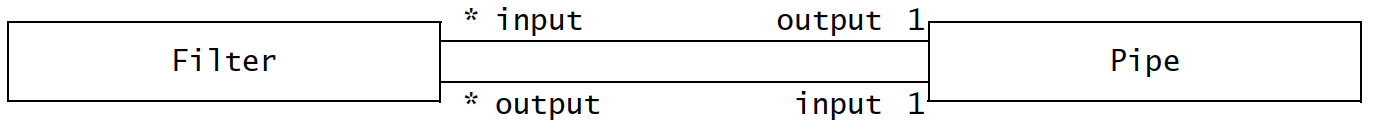 * input output 1
Filter Pipe
* output input 1